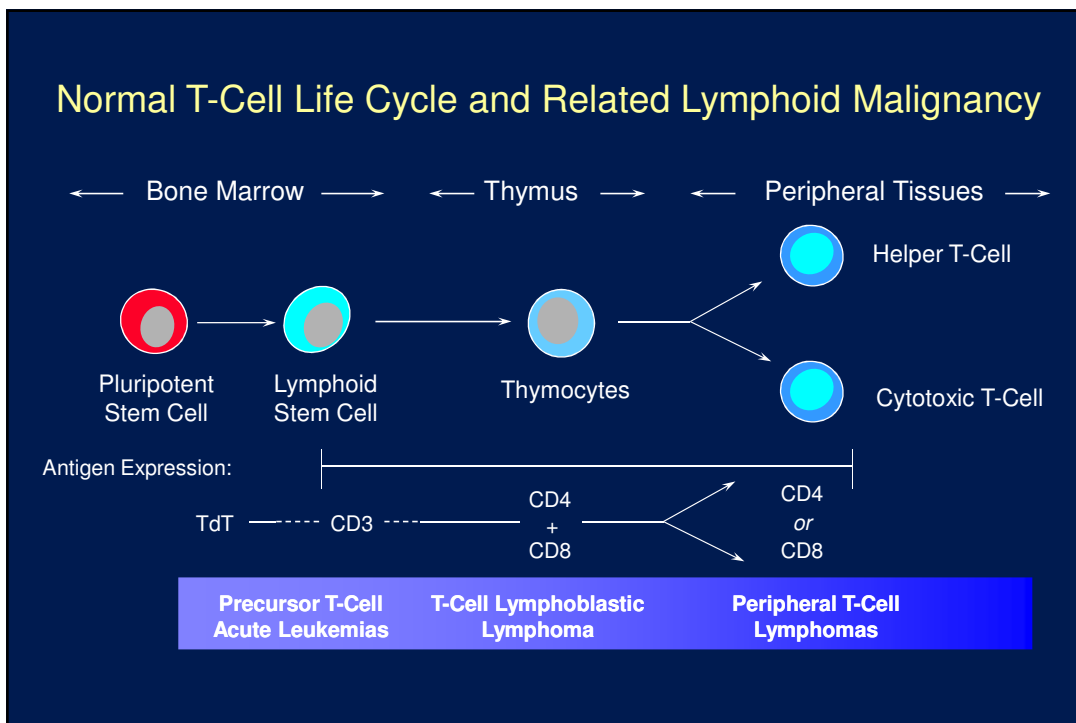 Normal T-Cell Life Cycle and Related Lymphoid Malignancy
Bone Marrow
Thymus
Peripheral Tissues
Helper T-Cell
Pluripotent
Stem Cell
Lymphoid
Stem Cell
Thymocytes
Cytotoxic T-Cell
Antigen Expression:
TdT
CD3
CD4
+
CD8
CD4
or
CD8
Precursor T-Cell
Acute Leukemias
T-Cell Lymphoblastic
Lymphoma
Peripheral T-Cell
Lymphomas